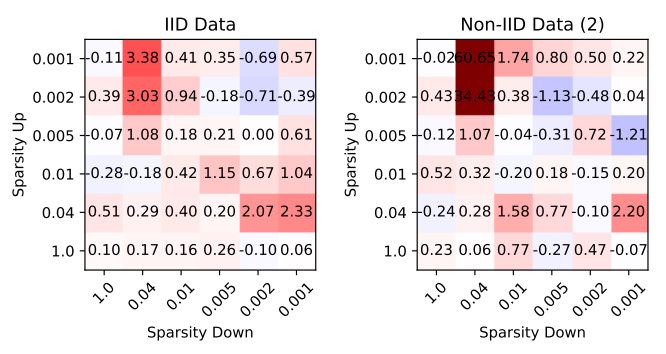 IID Data
0.001 -0.11 3.38 0.41 0.35 -0.69 0.57
0.002 0.39 3.03 0.94 -0.18 -0.71 -0.39
0.005 -0.07 1.08 0.18 0.21 0.00 0.61
0.01 -0.28 -0.18 0.42 1.15 0.67 1.04
0.04 0.51 0.29 0.40 0.20 2.07 2.33
1.0 0.10 0.17 0.16 0.26 -0.10 0.06
1.0 0.04 0.01 0.005 0.002 0.001
Sparsity Up
Sparsity Down
Non-IID Data (2)
0.001 -0.02 60.65 1.74 0.80 0.50 0.22
0.002 0.43 34.43 0.38 -1.13 -0.48 0.04
0.005 -0.12 1.07 -0.04 -0.31 0.72 -1.21
0.01 0.52 0.32 -0.20 0.18 -0.15 0.20
0.04 -0.24 0.28 1.58 0.77 -0.10 2.20
1.0 0.23 0.06 0.77 -0.27 0.47 -0.07
1.0 0.04 0.01 0.005 0.002 0.001
Sparsity Up
Sparsity Down